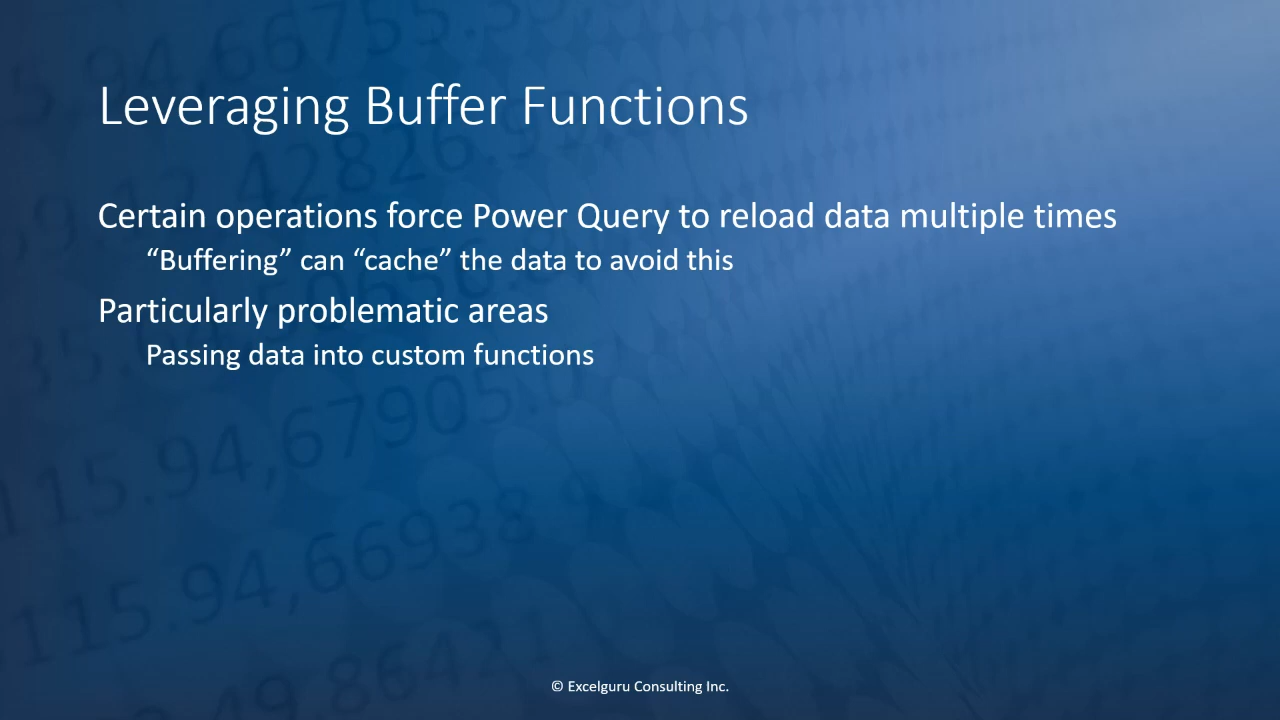 Leveraging Buffer Functions
Certain operations force Power Query to reload data multiple times
“Buffering” can “cache” the data to avoid this
Particularly problematic areas
Passing data into custom functions
© Excelguru Consulting Inc.